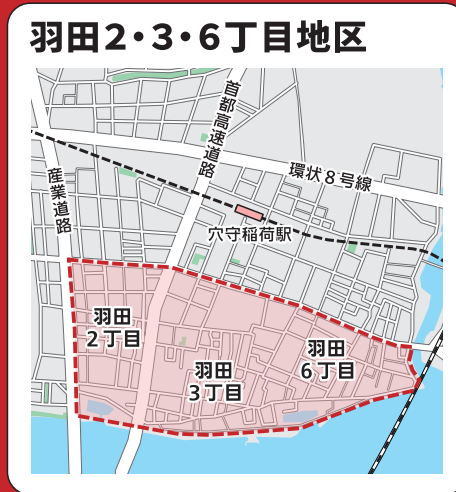 羽田2・3・6丁目地区
首都高速道路
環状8号線
産業道路
穴守稲荷駅
羽田
2丁目
羽田
3丁目
羽田
6丁目